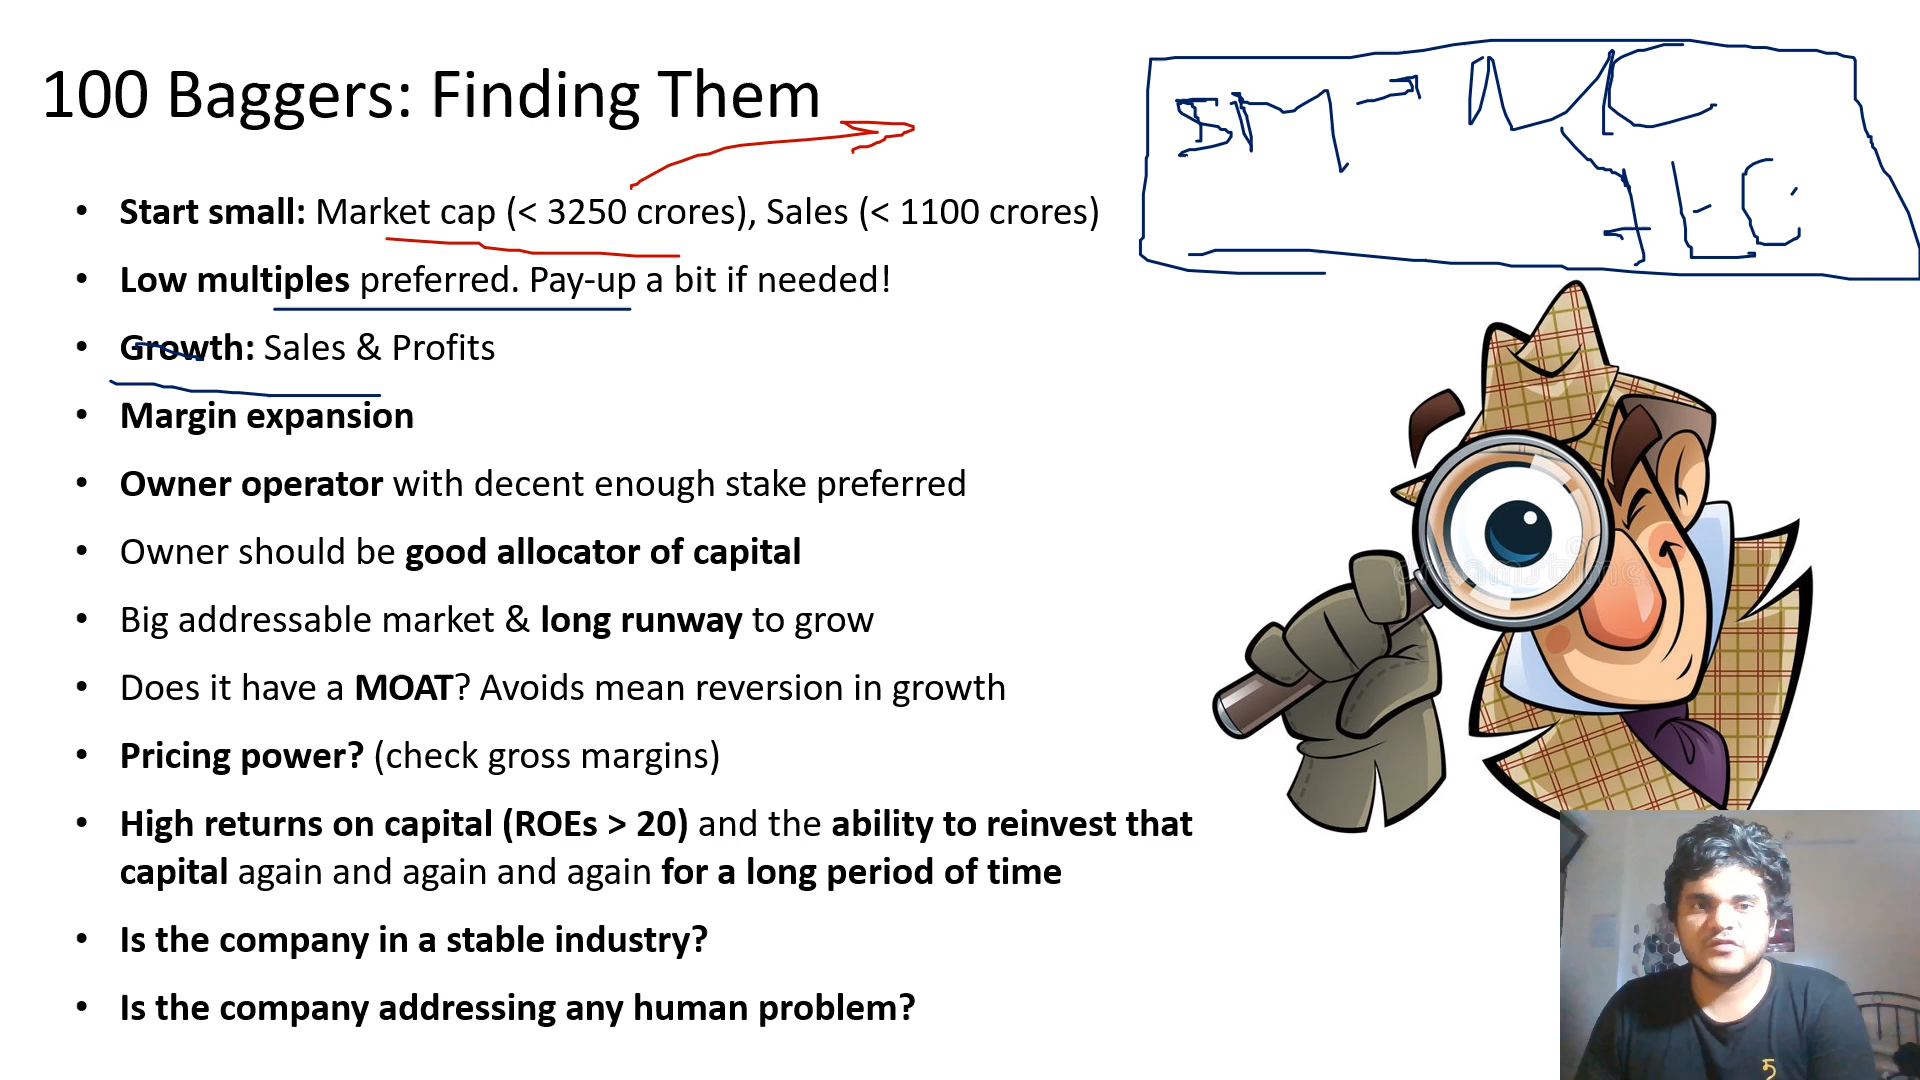 100 Baggers: Finding Them
• Start small: Market cap (< 3250 crores), Sales (< 1100 crores)
• Low multiples preferred. Pay-up a bit if needed!
• Growth: Sales & Profits
• Margin expansion
• Owner operator with decent enough stake preferred
• Owner should be good allocator of capital
• Big addressable market & long runway to grow
• Does it have a MOAT? Avoids mean reversion in growth
• Pricing power? (check gross margins)
• High returns on capital (ROEs > 20) and the ability to reinvest that
capital again and again and again for a long period of time
• Is the company in a stable industry?
• Is the company addressing any human problem?
dreamstime